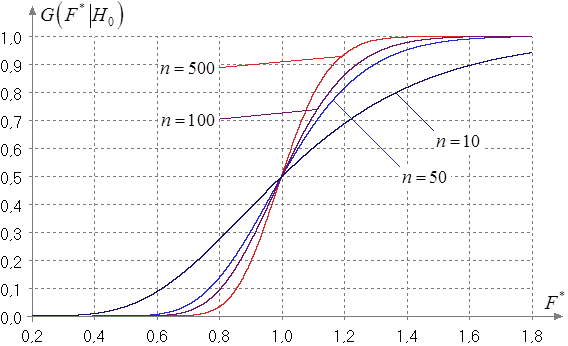 G(F*|H₀)
1,0
0,9
0,8
0,7
0,6
0,5
0,4
0,3
0,2
0,1
0,0
n = 500
n = 100
n = 10
n = 50
F*
0,2 0,4 0,6 0,8 1,0 1,2 1,4 1,6 1,8